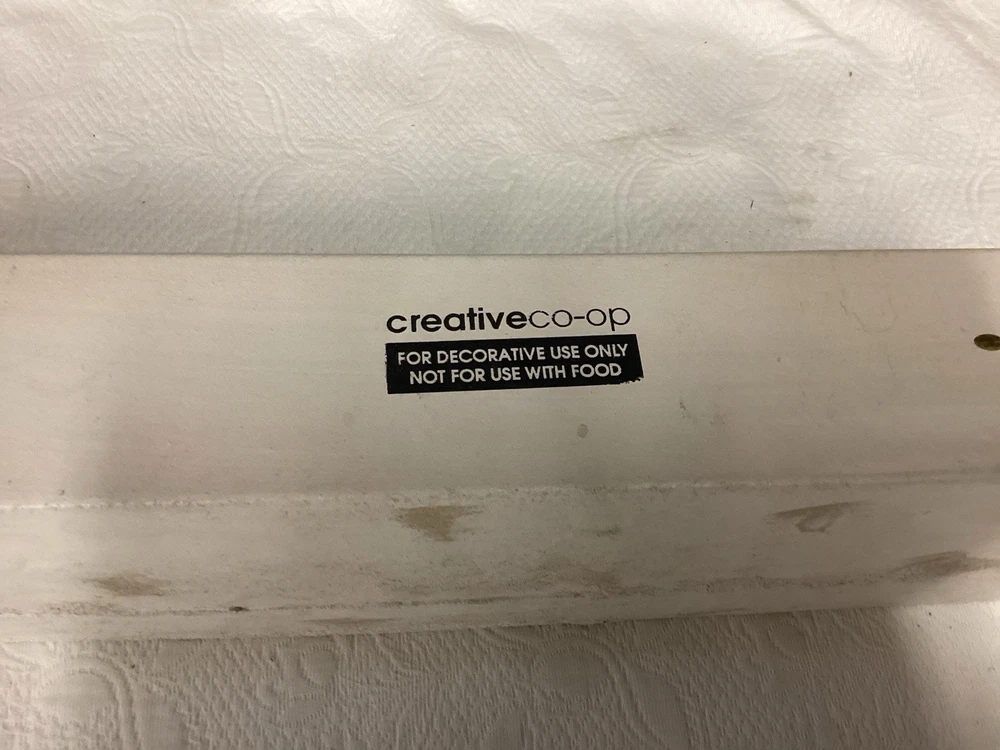 creativeco-op
FOR DECORATIVE USE ONLY
NOT FOR USE WITH FOOD